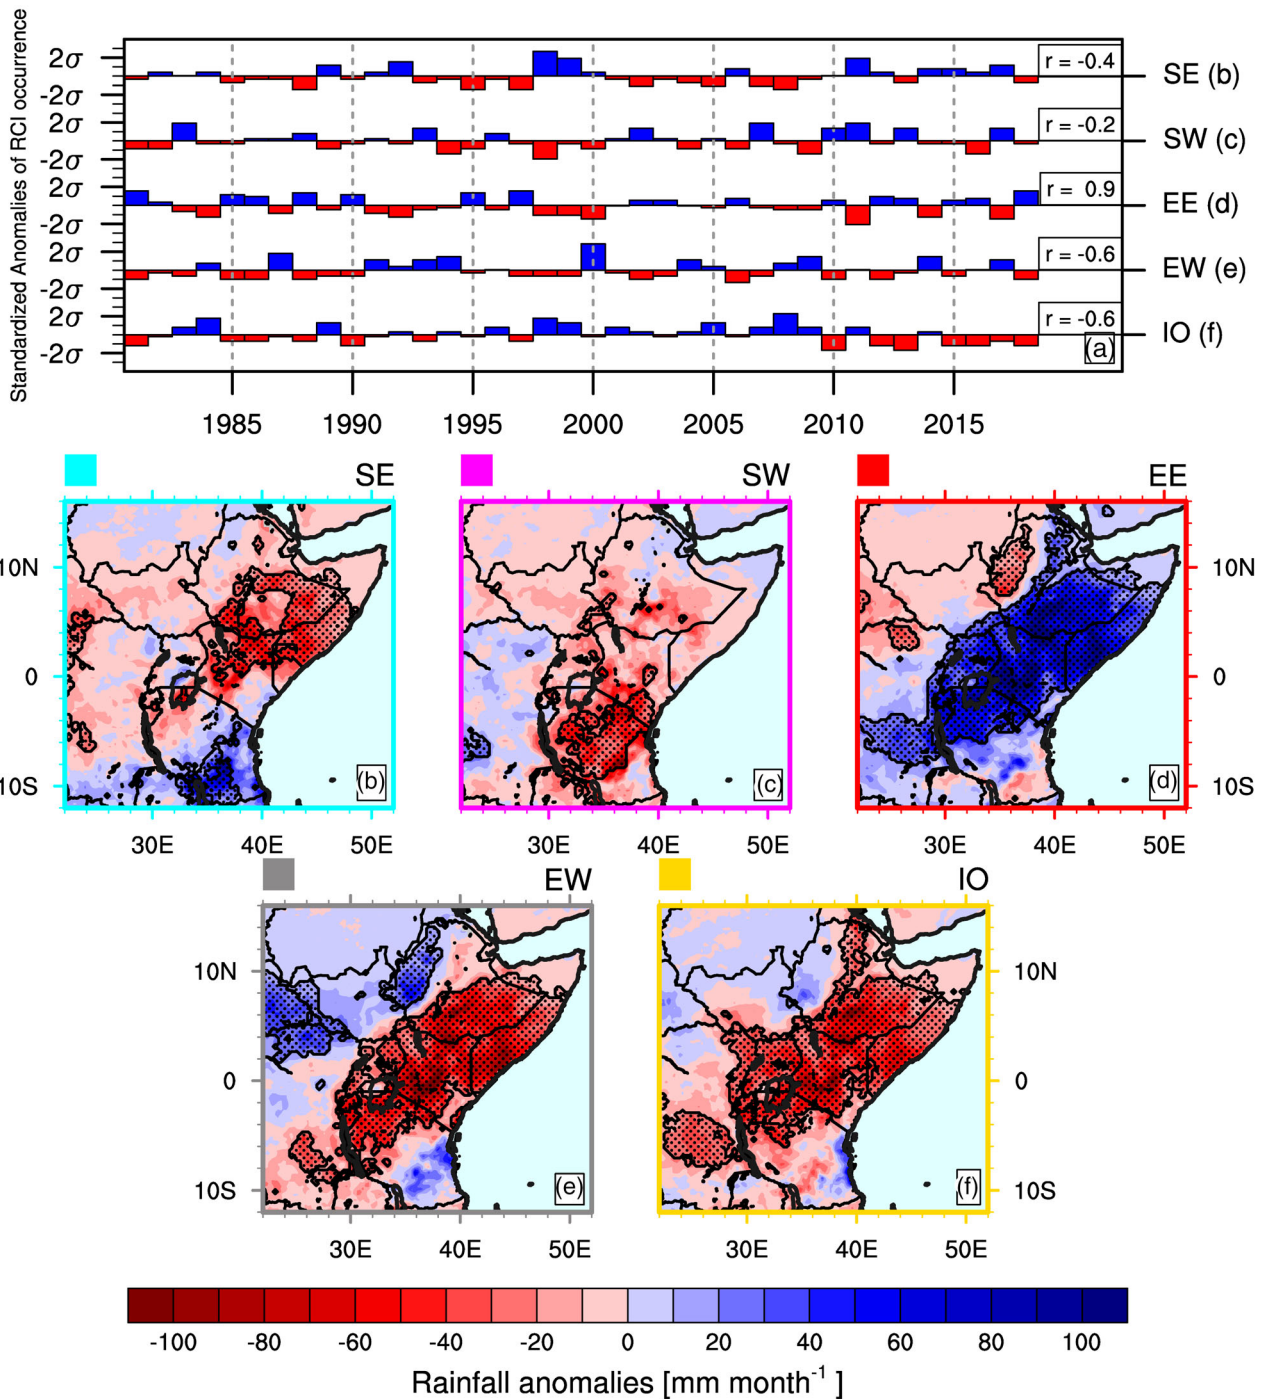 Standardized Anomalies of RCI occurrence
2σ
-2σ
r = -0.4
SE (b)
2σ
-2σ
r = -0.2
SW (c)
2σ
-2σ
r = 0.9
EE (d)
2σ
-2σ
r = -0.6
EW (e)
2σ
-2σ
r = -0.6
IO (f)
(a)
1985 1990 1995 2000 2005 2010 2015
SE SW EE
10N 10N
0 0
10S 10S
(b) (c) (d)
30E 40E 50E 30E 40E 50E 30E 40E 50E
EW IO
10N 10N
0 0
10S 10S
(e) (f)
30E 40E 50E 30E 40E 50E
-100 -80 -60 -40 -20 0 20 40 60 80 100
Rainfall anomalies [mm month⁻¹ ]